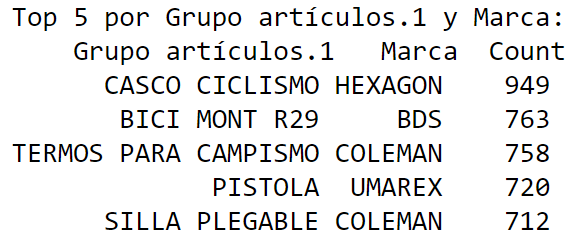 Top 5 por Grupo artículos.1 y Marca:
Grupo artículos.1 Marca Count
CASCO CICLISMO HEXAGON 949
BICI MONT R29 BDS 763
TERMOS PARA CAMPISMO COLEMAN 758
PISTOLA UMAREX 720
SILLA PLEGABLE COLEMAN 712